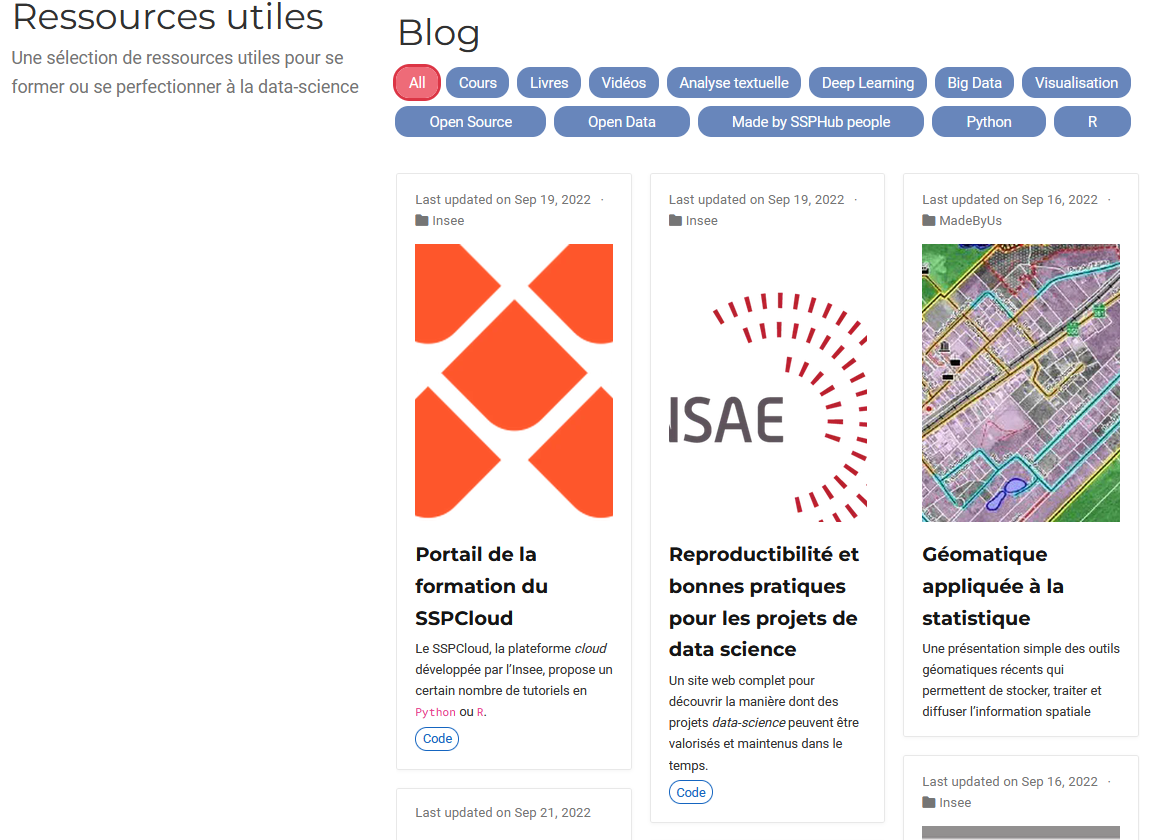 Ressources utiles
Une sélection de ressources utiles pour se
former ou se perfectionner à la data-science
Blog
All
Cours
Livres
Vidéos
Analyse textuelle
Deep Learning
Big Data
Visualisation
Open Source
Open Data
Made by SSPHub people
Python
R
Last updated on Sep 19, 2022 ·
Insee
Portail de la
formation du
SSPCloud
Le SSPCloud, la plateforme cloud
développée par l’Insee, propose un
certain nombre de tutoriels en
Python ou R.
Code
Last updated on Sep 21, 2022
Last updated on Sep 19, 2022 ·
Insee
NSAE
Reproductibilité et
bonnes pratiques
pour les projets de
data science
Un site web complet pour
découvrir la manière dont des
projets data-science peuvent être
valorisés et maintenus dans le
temps.
Code
Last updated on Sep 16, 2022 ·
MadeByUs
Géomatique
appliquée à la
statistique
Une présentation simple des outils
géomatiques récents qui
permettent de stocker, traiter et
diffuser l’information spatiale
Last updated on Sep 16, 2022 ·
Insee